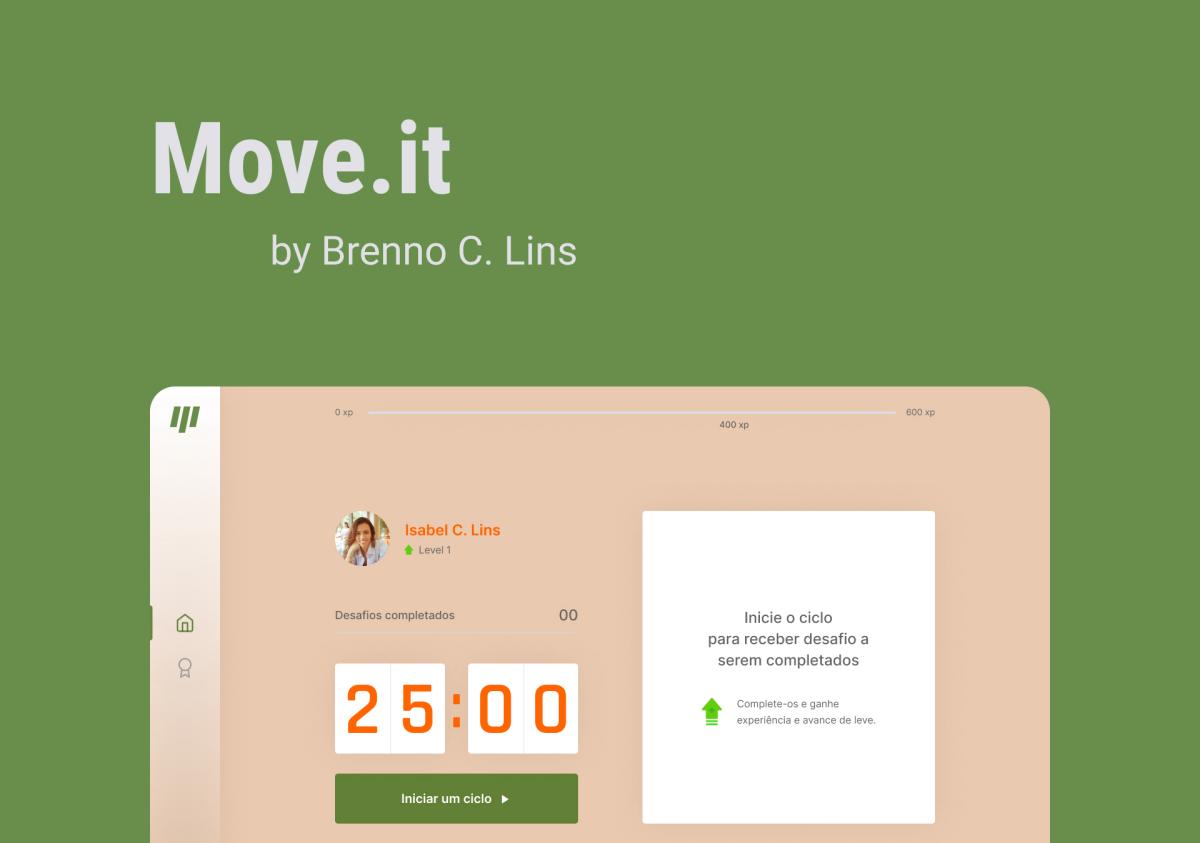 Move.it
by Brenno C. Lins
0 xp
600 xp
400 xp
Isabel C. Lins
Level 1
Desafios completados
00
25:00
Iniciar um ciclo
Inicie o ciclo
para receber desafio a
serem completados
Complete-os e ganhe
experiência e avance de leve.